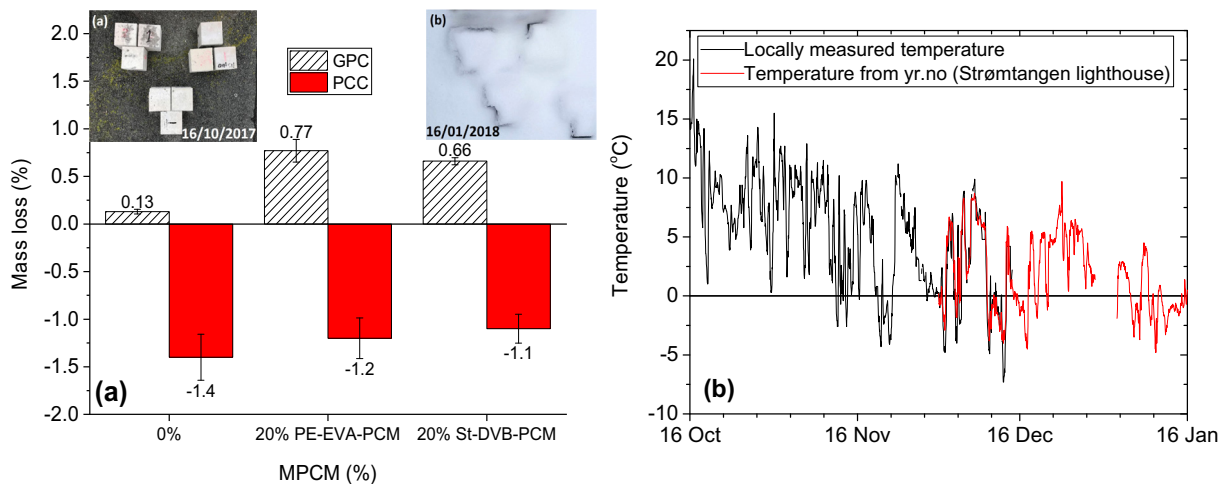 2.0
1.5
1.0
0.5
0.0
-0.5
-1.0
-1.5
-2.0
Mass loss (%)
(a)
16/10/2017
GPC
PCC
(b)
16/01/2018
0.13
0.77
0.66
-1.4
-1.2
-1.1
(a)
0%
20% PE-EVA-PCM
20% St-DVB-PCM
MPCM (%)
20
15
10
5
0
-5
-10
Temperature (°C)
Locally measured temperature
Temperature from yr.no (Strømtangen lighthouse)
(b)
16 Oct
16 Nov
16 Dec
16 Jan